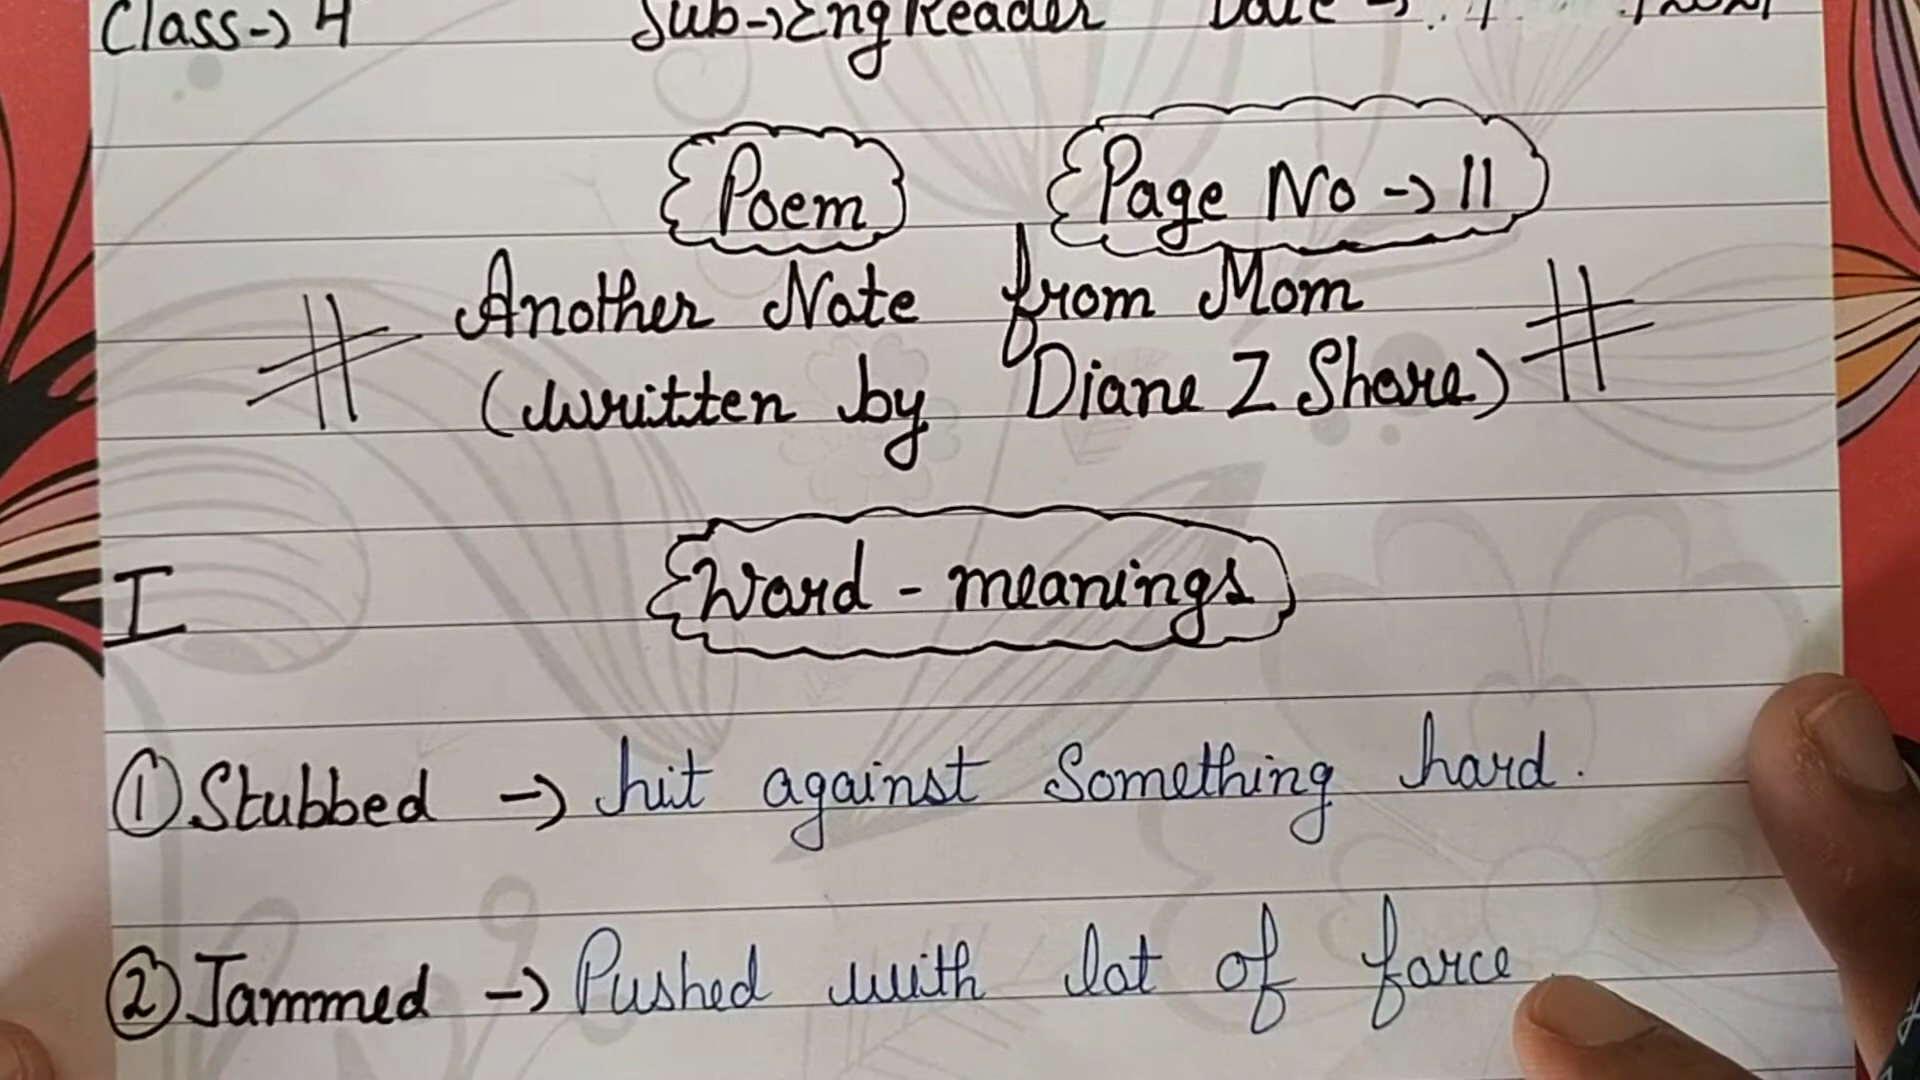 Class → 4 Sub → Eng Reader Date →
Poem Page No → 11
# Another Note from Mom #
(written by Diane Z Shore)
I Word - meanings
① Stubbed → hit against Something hard.
② Jammed → Pushed with lot of force